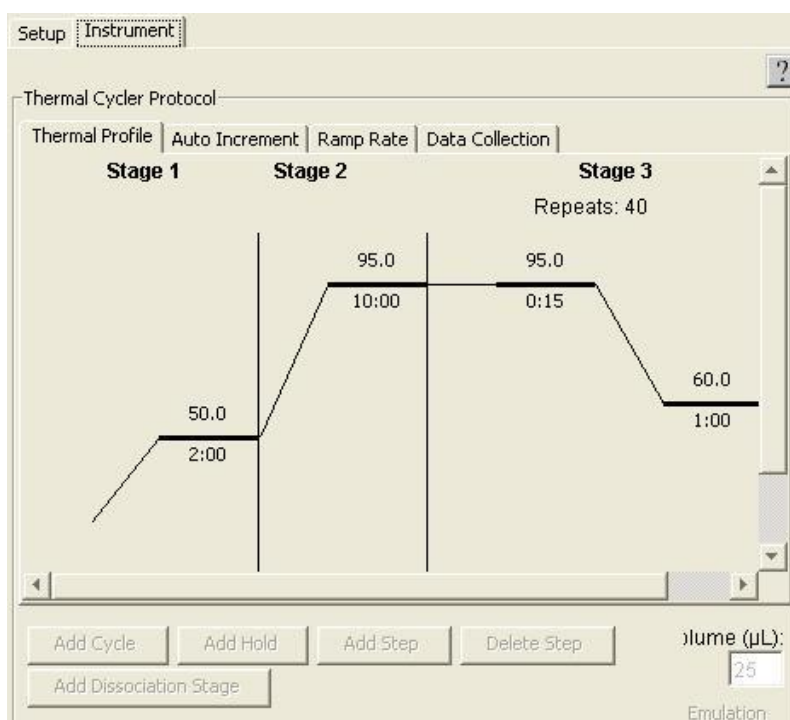 Setup Instrument
?
Thermal Cycler Protocol
Thermal Profile Auto Increment Ramp Rate Data Collection
Stage 1 Stage 2 Stage 3
Repeats: 40
95.0 95.0
10:00 0:15
60.0
1:00
50.0
2:00
Add Cycle Add Hold Add Step Delete Step
olume (µL):
25
Add Dissociation Stage
Emulation